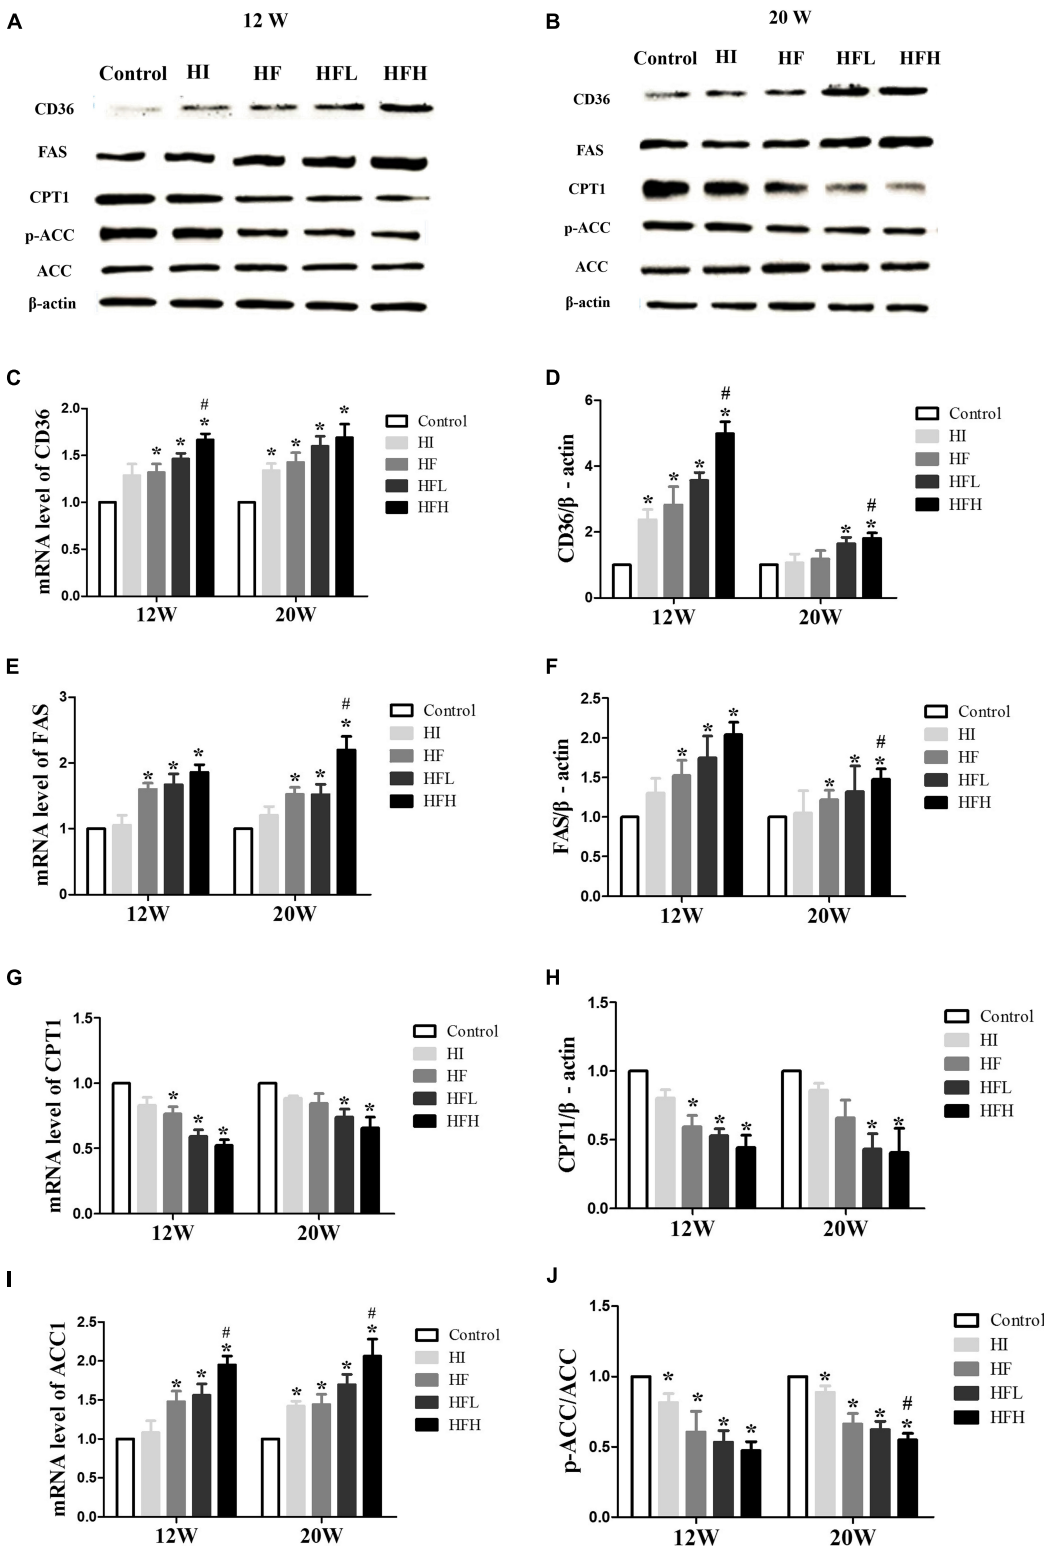 A
12 W
Control HI HF HFL HFH
CD36
FAS
CPT1
p-ACC
ACC
β-actin
B
20 W
Control HI HF HFL HFH
CD36
FAS
CPT1
p-ACC
ACC
β-actin
C
mRNA level of CD36
2.0
1.5
1.0
0.5
0.0
* * # * * * * *
12W 20W
Control
HI
HF
HFL
HFH
D
CD36/β - actin
6
4
2
0
* * * # * * # *
12W 20W
Control
HI
HF
HFL
HFH
E
mRNA level of FAS
3
2
1
0
* * * * * # *
12W 20W
Control
HI
HF
HFL
HFH
F
FAS/β - actin
2.5
2.0
1.5
1.0
0.5
0.0
* * * * * # *
12W 20W
Control
HI
HF
HFL
HFH
G
mRNA level of CPT1
1.5
1.0
0.5
0.0
* * * * *
12W 20W
Control
HI
HF
HFL
HFH
H
CPT1/β - actin
1.5
1.0
0.5
0.0
* * * * *
12W 20W
Control
HI
HF
HFL
HFH
I
mRNA level of ACC1
2.5
2.0
1.5
1.0
0.5
0.0
* * # * * * * # *
12W 20W
Control
HI
HF
HFL
HFH
J
p-ACC/ACC
1.5
1.0
0.5
0.0
* * * * * * * # *
12W 20W
Control
HI
HF
HFL
HFH